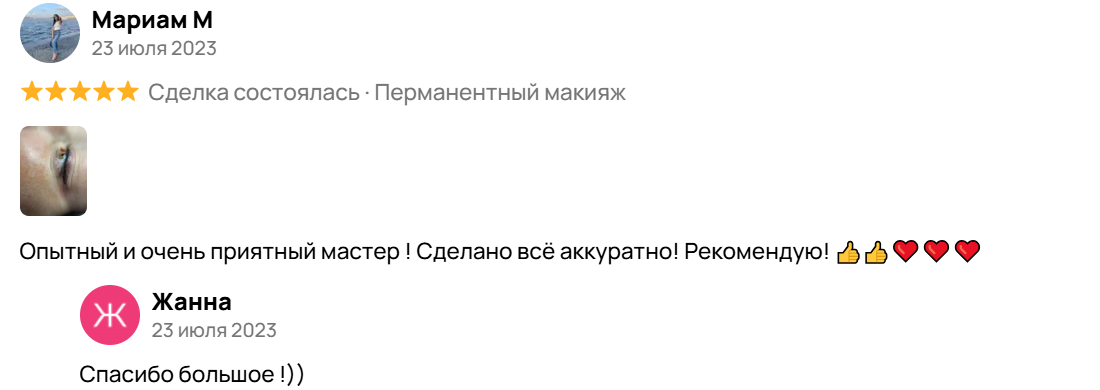 Мариам М
23 июля 2023
Сделка состоялась · Перманентный макияж
Опытный и очень приятный мастер ! Сделано всё аккуратно! Рекомендую! 👍👍❤️❤️❤️
Ж
Жанна
23 июля 2023
Спасибо большое !))